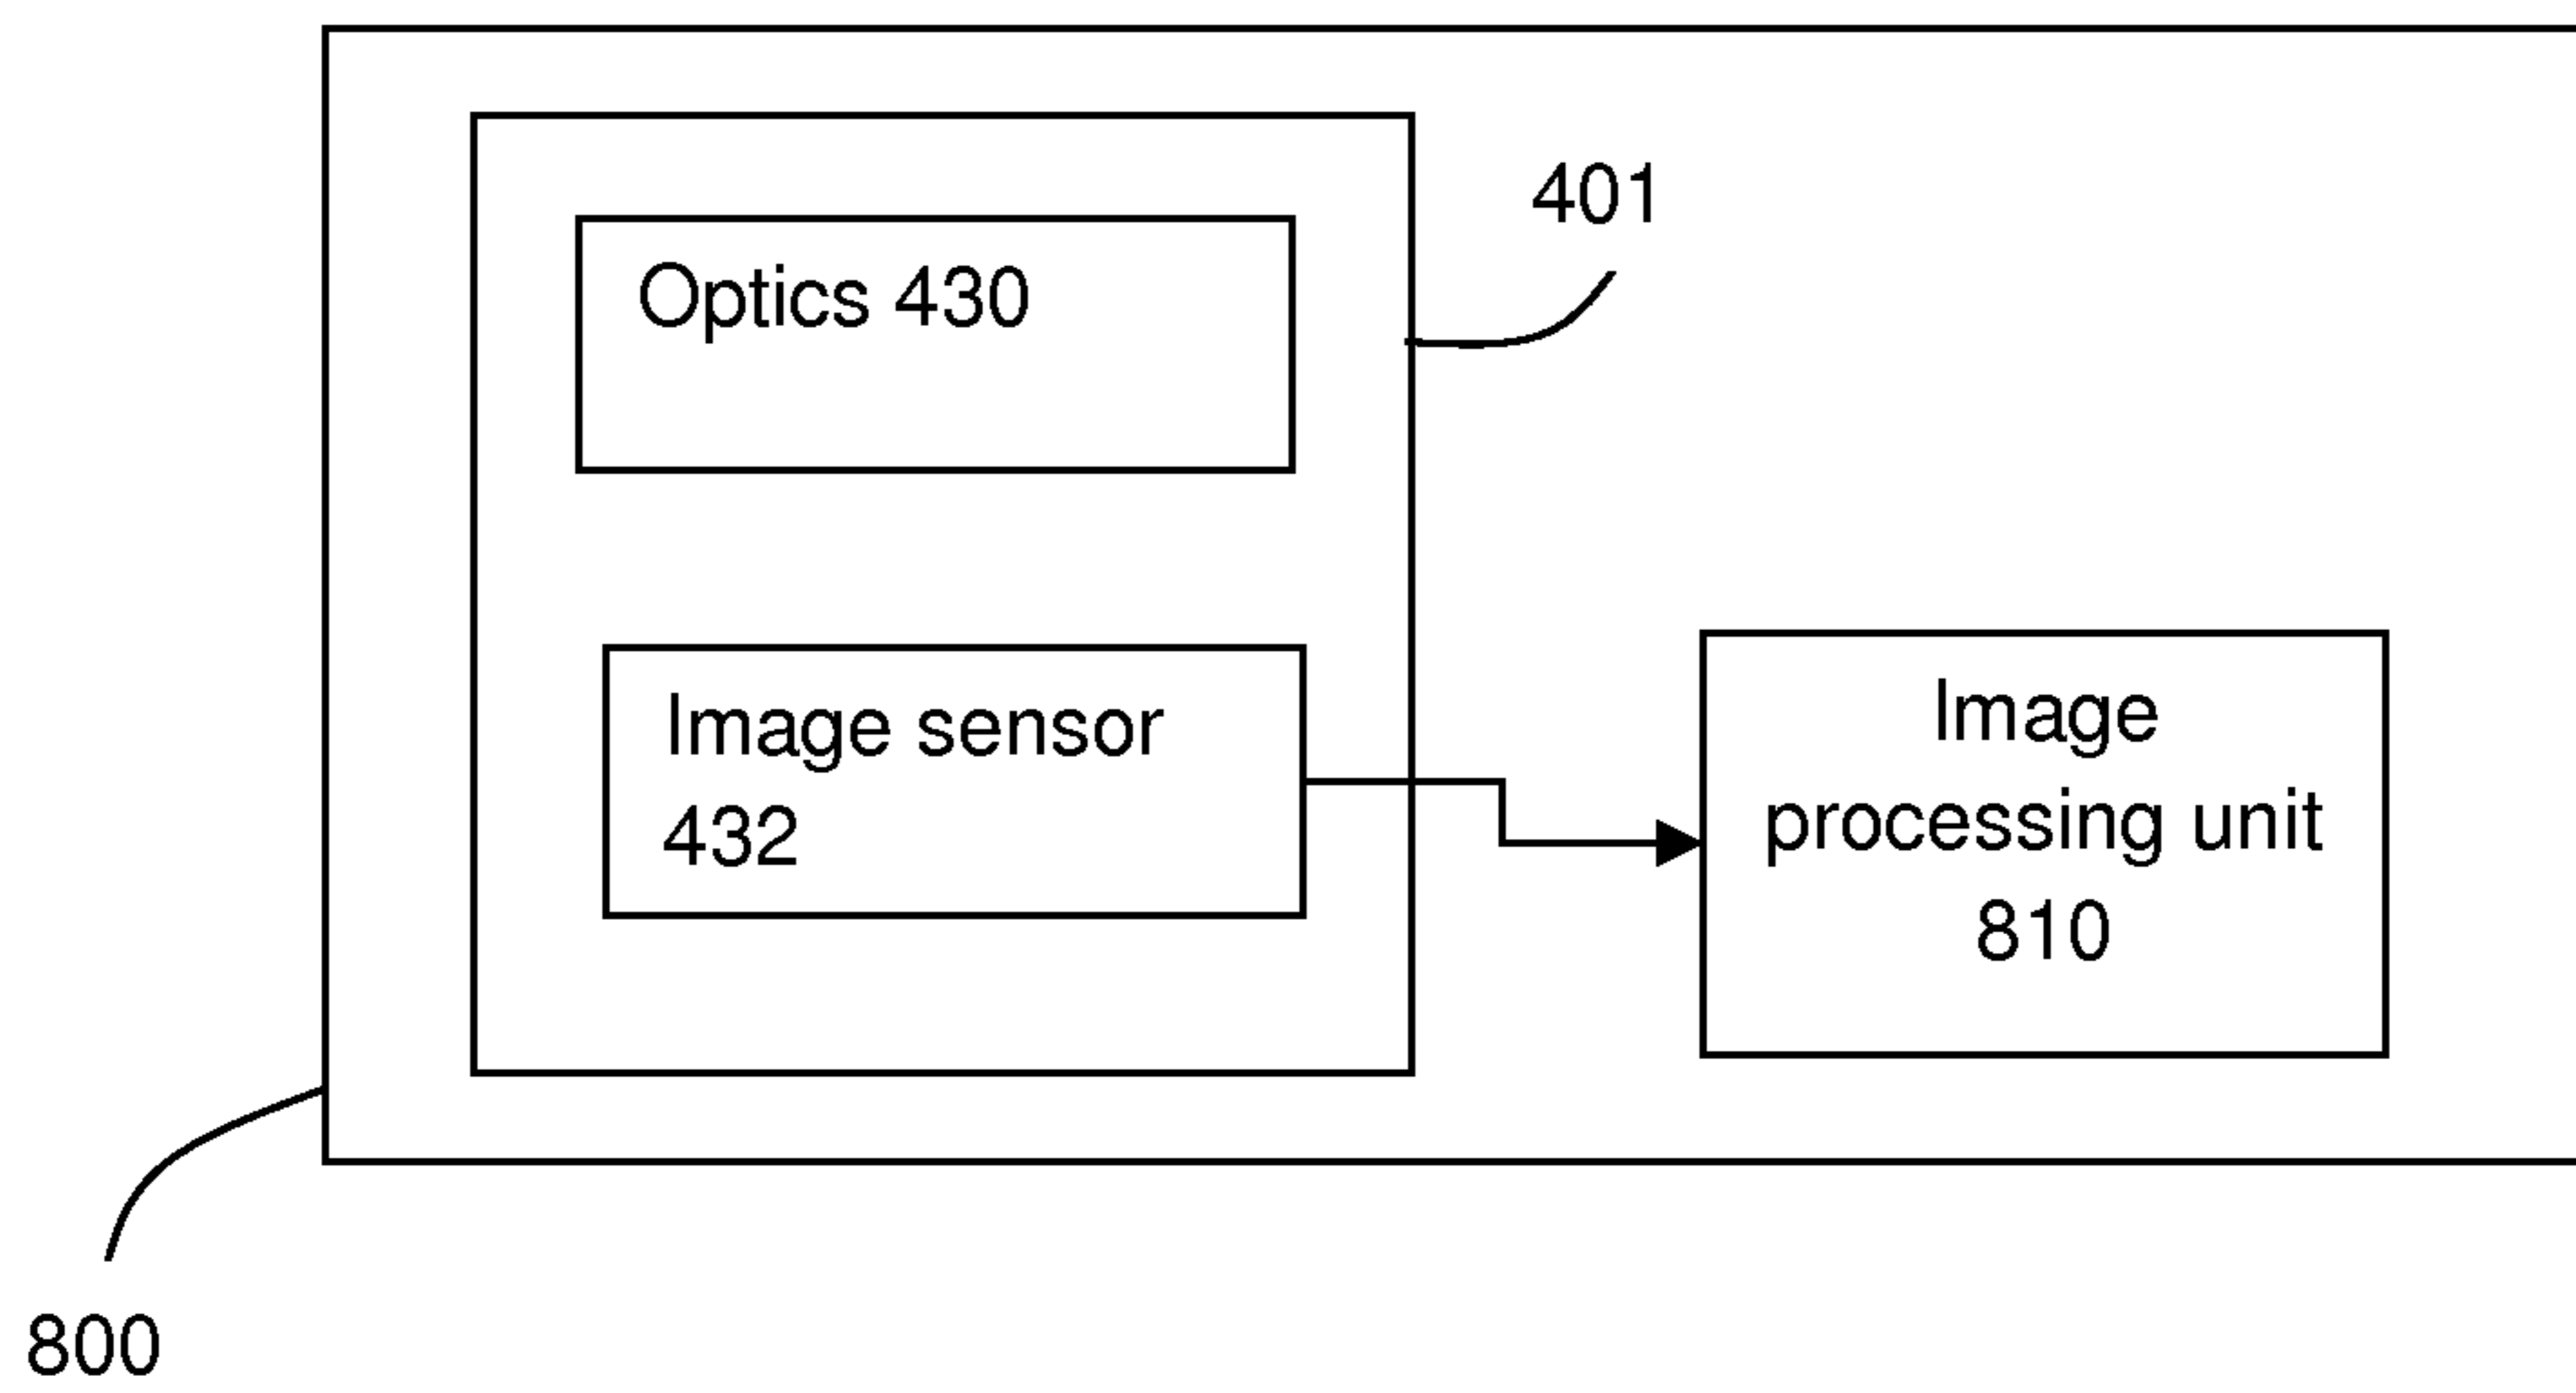 401
Optics 430
Image sensor
432
Image
processing unit
810
800